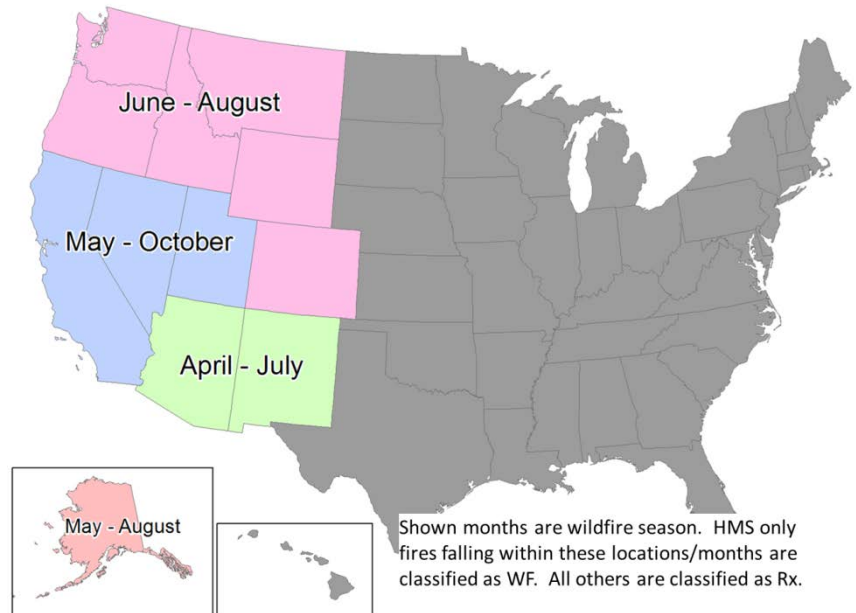 June - August
May - October
April - July
May - August
Shown months are wildfire season.  HMS only
fires falling within these locations/months are
classified as WF.  All others are classified as Rx.